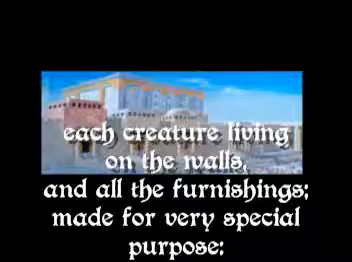 each creature living
on the walls,
and all the furnishings;
made for very special
purpose;